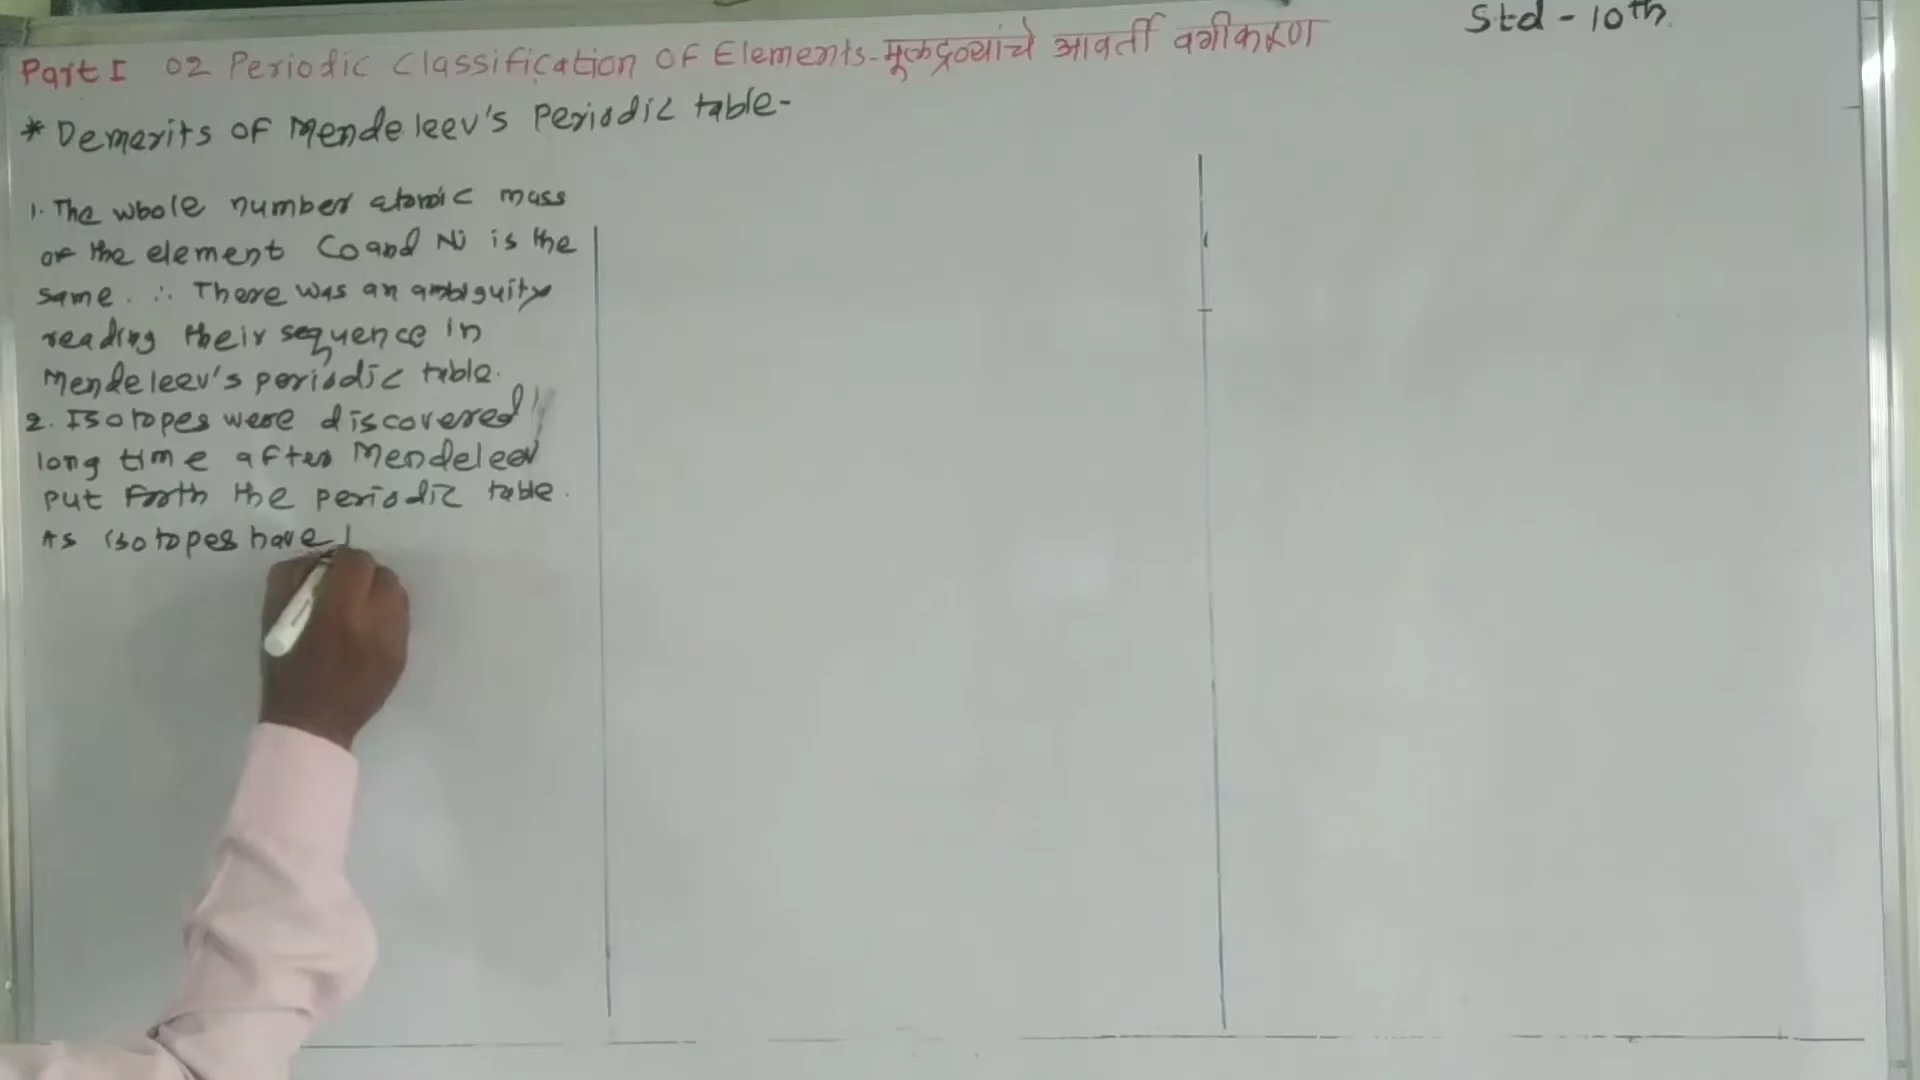 Part I 02 Periodic Classification Of Elements-मूलद्रव्यांचे आवर्ती वर्गीकरण
Std - 10th.
* Demerits of Mendeleev's Periodic table-
1. The whole number atomic mass
of the element Co and Ni is the
same. ∴ There was an ambiguity
reading their sequence in
Mendeleev's periodic table.
2. Isotopes were discovered
long time after Mendeleev
put forth the periodic table.
As isotopes have